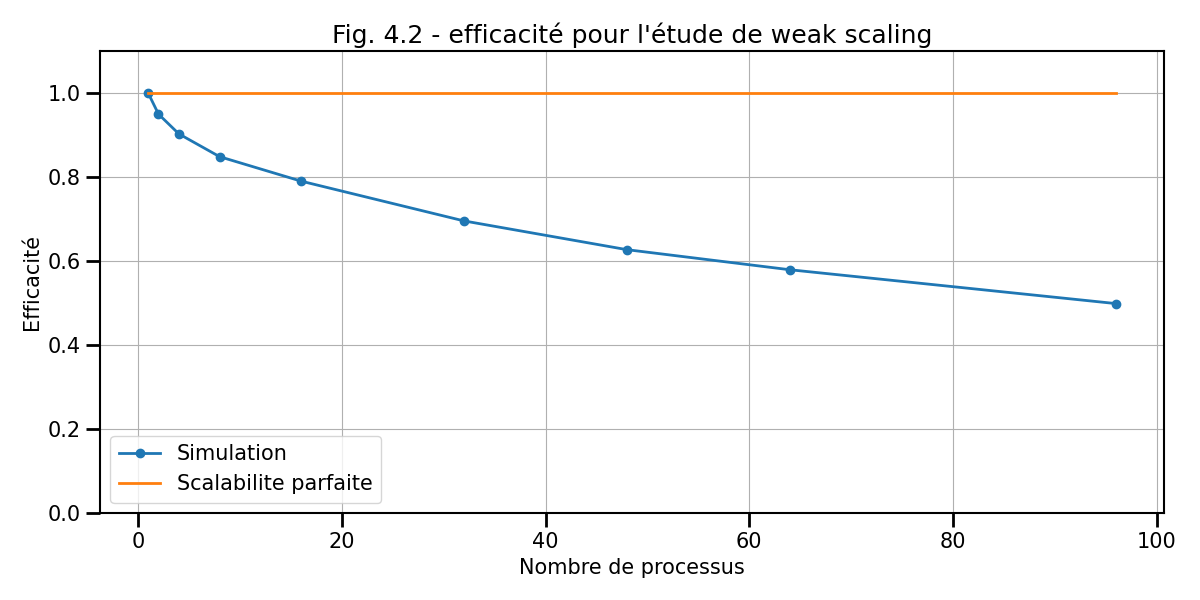 Fig. 4.2 - efficacité pour l'étude de weak scaling
Efficacité
1.0
0.8
0.6
0.4
0.2
0.0
Simulation
Scalabilite parfaite
0 20 40 60 80 100
Nombre de processus